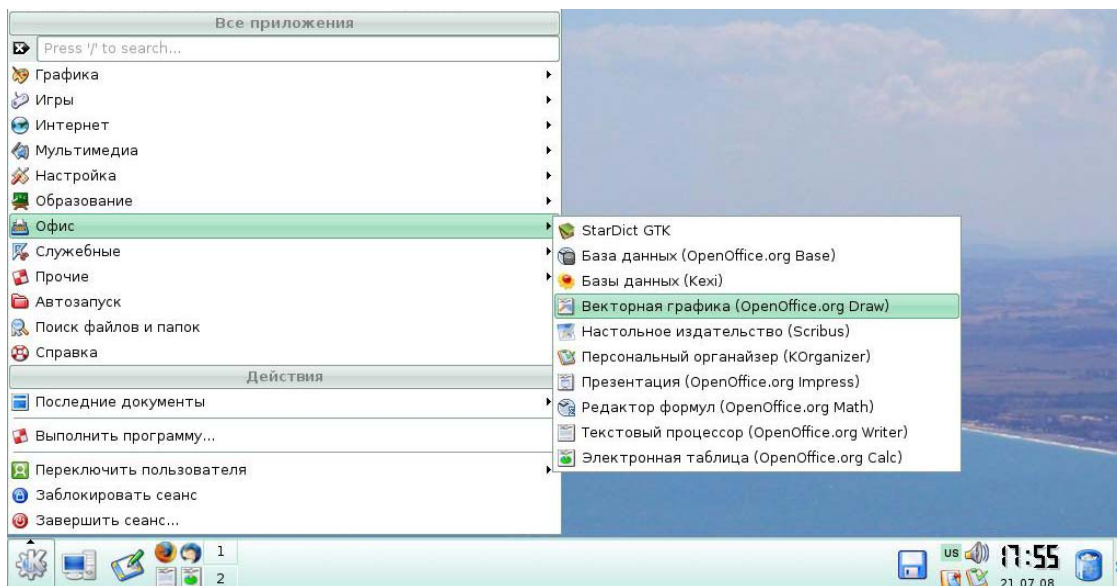 Все приложения
Press '/' to search...
Графика
Игры
Интернет
Мультимедиа
Настройка
Образование
Офис
Служебные
Прочие
Автозапуск
Поиск файлов и папок
Справка
Действия
Последние документы
Выполнить программу...
Переключить пользователя
Заблокировать сеанс
Завершить сеанс...
StarDict GTK
База данных (OpenOffice.org Base)
Базы данных (Kexi)
Векторная графика (OpenOffice.org Draw)
Настольное издательство (Scribus)
Персональный органайзер (KOrganizer)
Презентация (OpenOffice.org Impress)
Редактор формул (OpenOffice.org Math)
Текстовый процессор (OpenOffice.org Writer)
Электронная таблица (OpenOffice.org Calc)
1
2
US
17:55
21.07.08